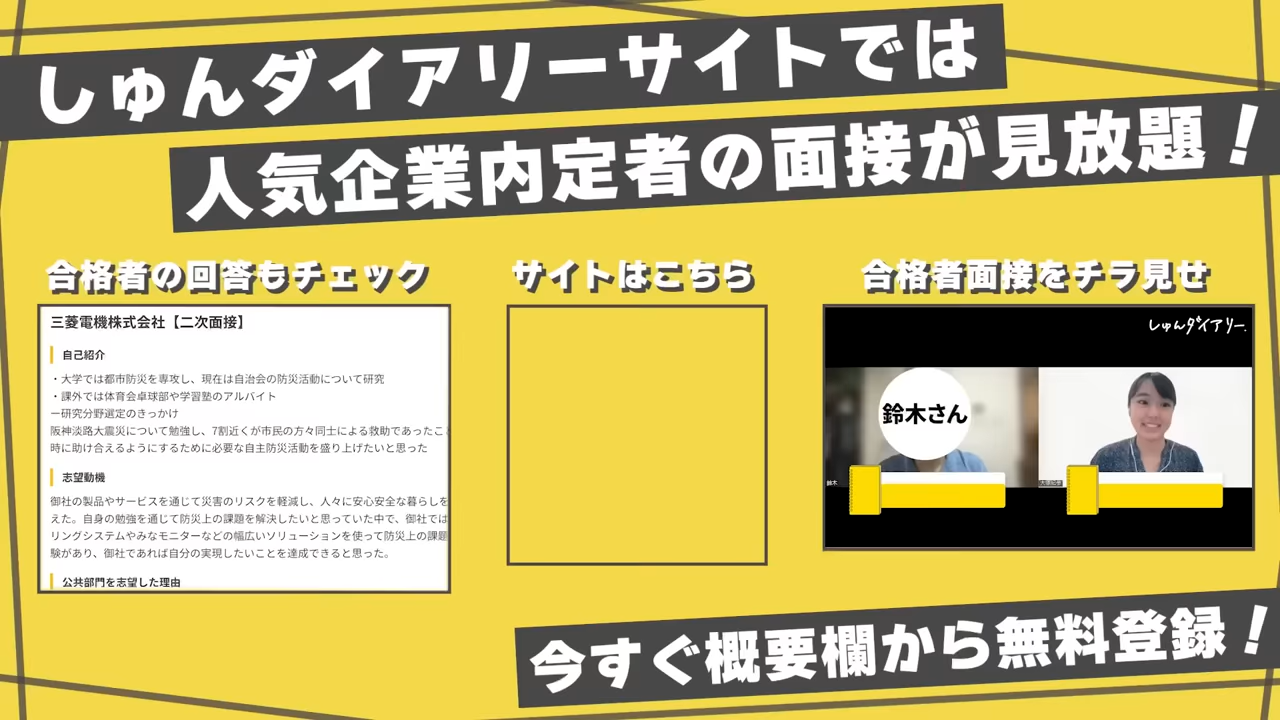 しゅんダイアリーサイトでは
人気企業内定者の面接が見放題！
合格者の回答もチェック
サイトはこちら
合格者面接をチラ見せ
三菱電機株式会社【二次面接】
自己紹介
・大学では都市防災を専攻し、現在は自治会の防災活動について研究
・課外では体育会卓球部や学習塾のアルバイト
ー研究分野選定のきっかけ
阪神淡路大震災について勉強し、7割近くが市民の方々同士による救助であったこ
時に助け合えるようにするために必要な自主防災活動を盛り上げたいと思った
志望動機
御社の製品やサービスを通じて災害のリスクを軽減し、人々に安心安全な暮らしを
えた。自身の勉強を通じて防災上の課題を解決したいと思っていた中で、御社では
リングシステムやみなモニターなどの幅広いソリューションを使って防災上の課題
験があり、御社であれば自分の実現したいことを達成できると思った。
公共部門を志望した理由
しゅんダイアリー
鈴木さん
鈴木
今すぐ概要欄から無料登録！